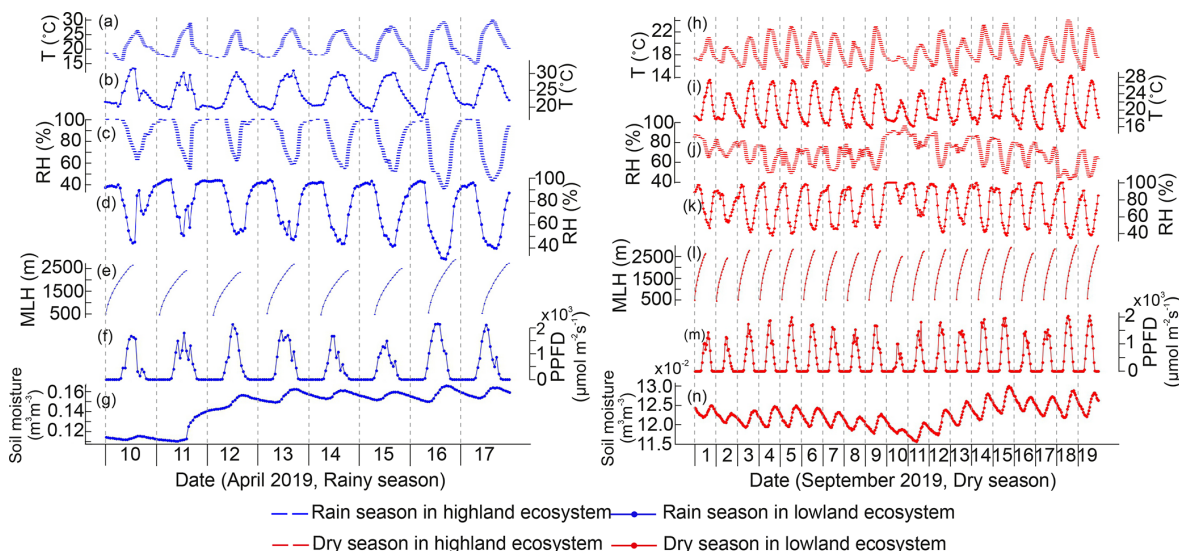 (a)
T (°C)
30
25
20
15
(b)
T (°C)
30
20
(c)
RH (%)
100
80
60
40
(d)
RH (%)
100
80
60
40
(e)
MLH (m)
2500
1500
500
(f)
x10³
PPFD
(μmol m⁻²s⁻¹)
2
1
0
(g)
Soil moisture
(m³m⁻³)
0.16
0.14
0.12
10 11 12 13 14 15 16 17
Date (April 2019, Rainy season)
(h)
T (°C)
22
18
14
(i)
T (°C)
28
24
20
16
(j)
RH (%)
100
80
60
40
(k)
RH (%)
100
80
60
40
(l)
MLH (m)
2500
1500
500
(m)
x10³
PPFD
(μmol m⁻²s⁻¹)
2
1
0
x10⁻²
(n)
Soil moisture
(m³m⁻³)
13.0
12.5
12.0
11.5
1 2 3 4 5 6 7 8 9 10 11 12 13 14 15 16 17 18 19
Date (September 2019, Dry season)
Rain season in highland ecosystem
Rain season in lowland ecosystem
Dry season in highland ecosystem
Dry season in lowland ecosystem